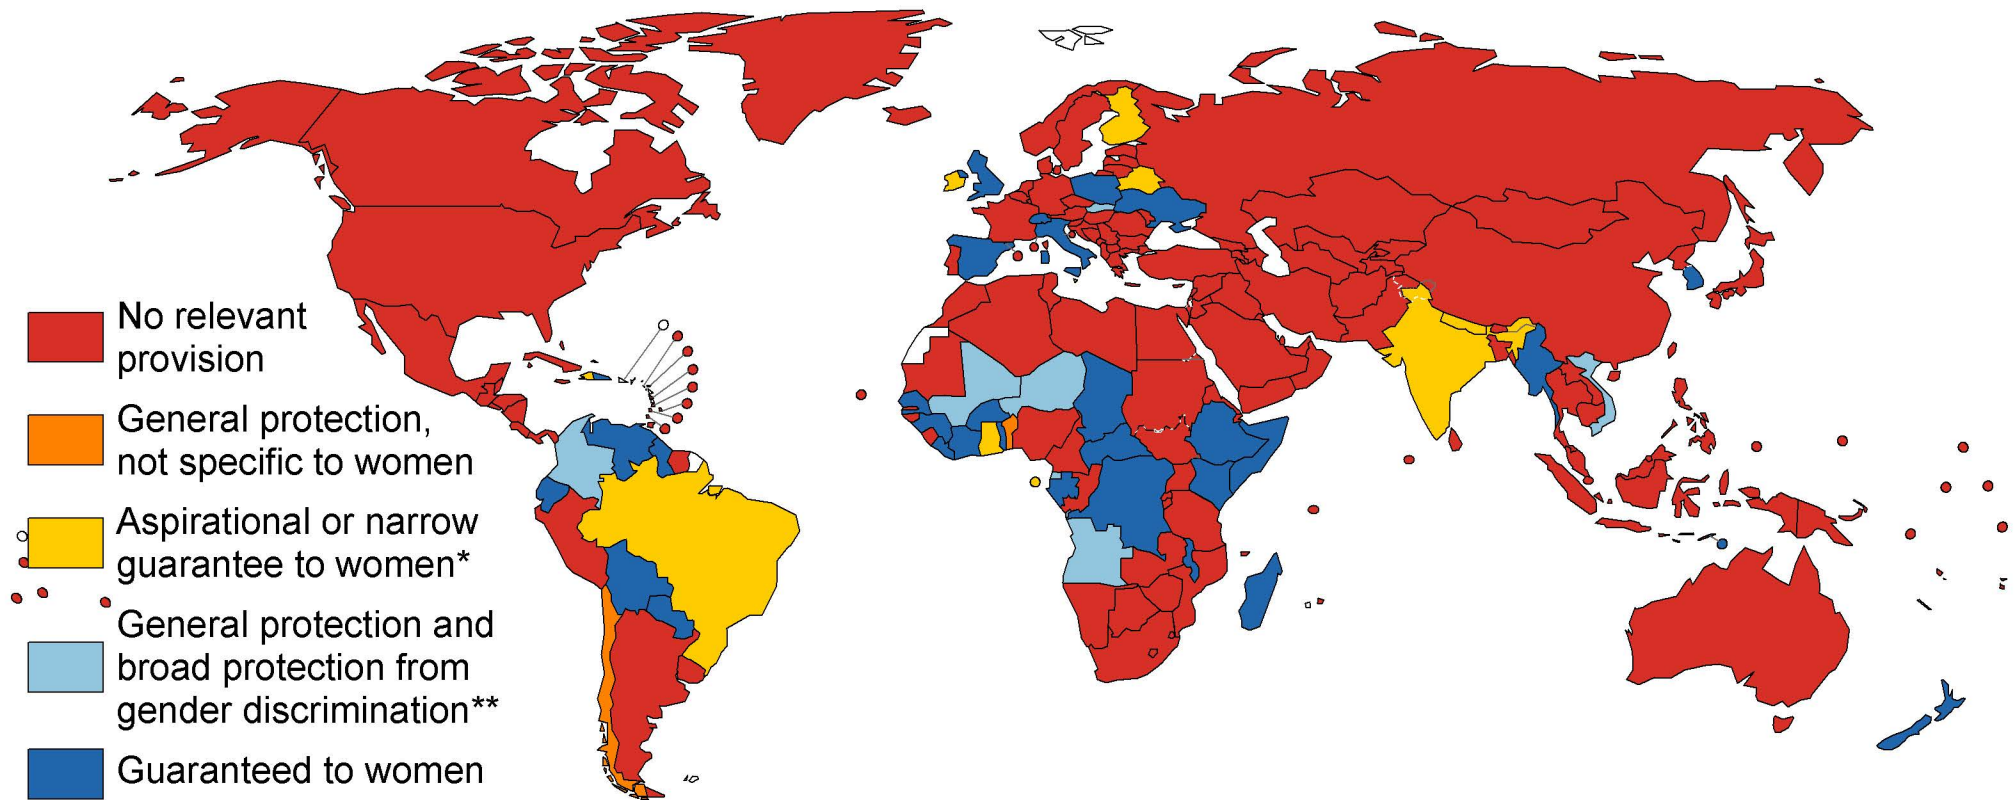 No relevant
provision
General protection,
not specific to women
Aspirational or narrow
guarantee to women*
General protection and
broad protection from
gender discrimination**
Guaranteed to women